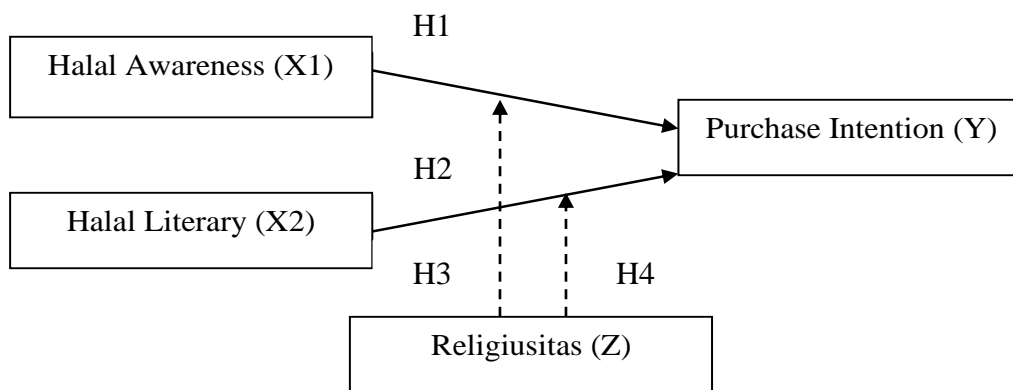 H1
Halal Awareness (X1)
Purchase Intention (Y)
H2
Halal Literary (X2)
H3
H4
Religiusitas (Z)